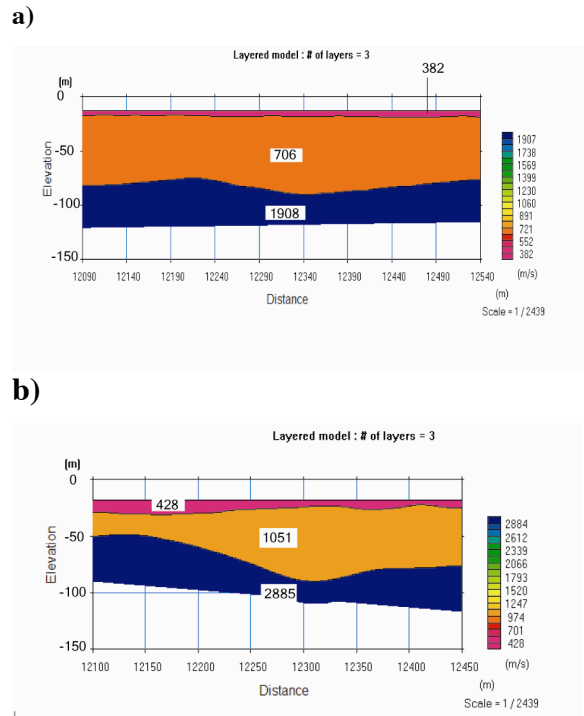 a)
Layered model : # of layers = 3
382
(m)
0
-50
-100
-150
Elevation
706
1908
12090 12140 12190 12240 12290 12340 12440 12490 12540
Distance
1907
1738
1569
1399
1230
1060
891
721
552
382
(m/s)
(m)
Scale = 1 / 2439
b)
Layered model : # of layers = 3
(m)
0
-50
-100
-150
Elevation
428
1051
2885
12100 12150 12200 12250 12300 12350 12400 12450
Distance
2884
2612
2339
2066
1793
1520
1247
974
701
428
(m/s)
(m)
Scale = 1 / 2439